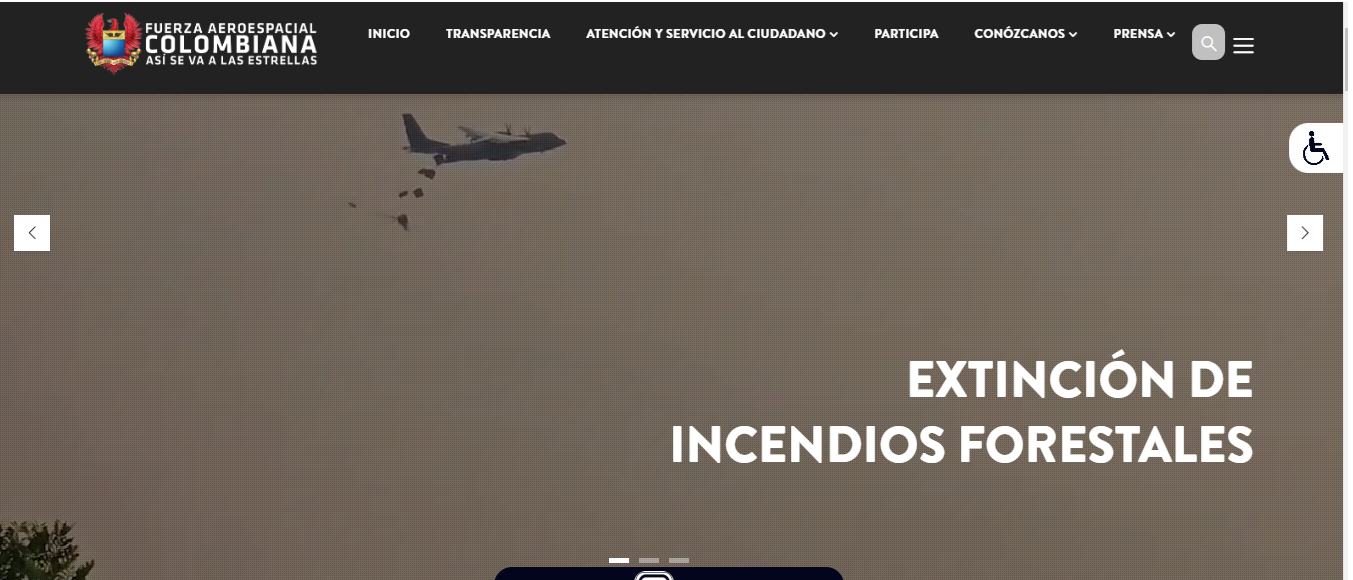 FUERZA AEROESPACIAL
COLOMBIANA
ASÍ SE VA A LAS ESTRELLAS
INICIO
TRANSPARENCIA
ATENCIÓN Y SERVICIO AL CIUDADANO
PARTICIPA
CONÓZCANOS
PRENSA
EXTINCIÓN DE
INCENDIOS FORESTALES